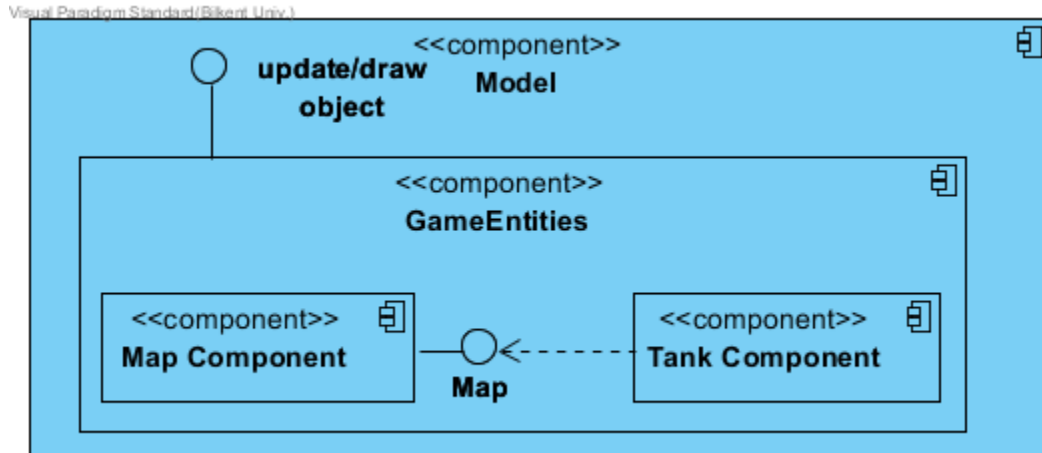 Visual Paradigm Standard(Bilkent Univ.)
<<component>>
Model
update/draw
object
<<component>>
GameEntities
<<component>>
Map Component
Map
<<component>>
Tank Component